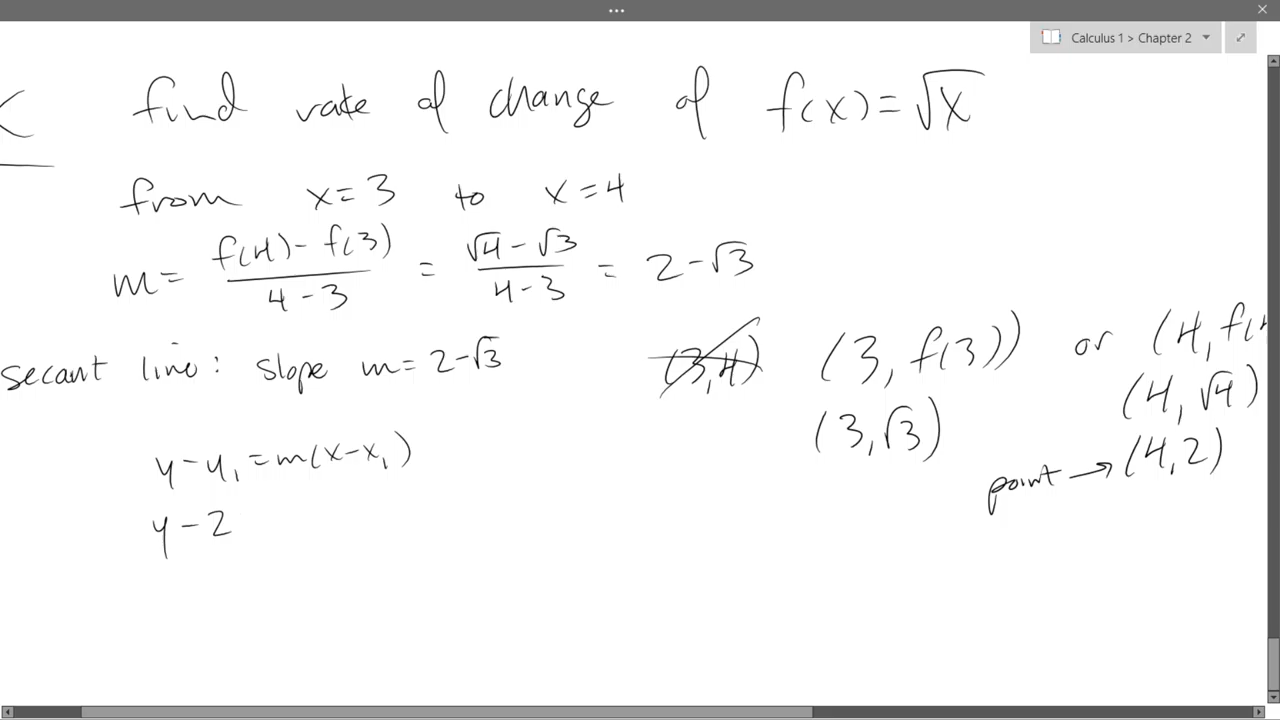 Calculus 1 > Chapter 2
find rate of change of f(x) = √x
from x = 3 to x = 4
m = (f(4) - f(3))/(4 - 3) = (√4 - √3)/(4 - 3) = 2 - √3
secant line: slope m = 2 - √3
(3,4) (3, f(3)) or (4, f(
(3, √3) (4, √4)
point → (4, 2)
y - y₁ = m(x - x₁)
y - 2